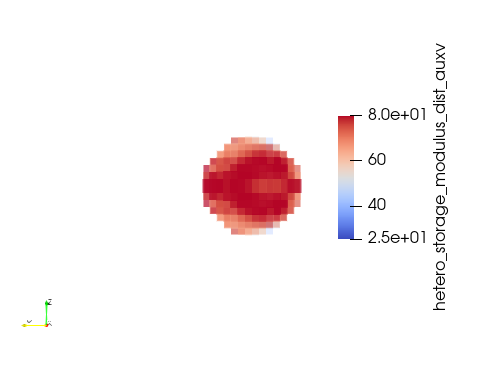 8.0e+01
60
40
2.5e+01
hetero_storage_modulus_dist_auxv
Z